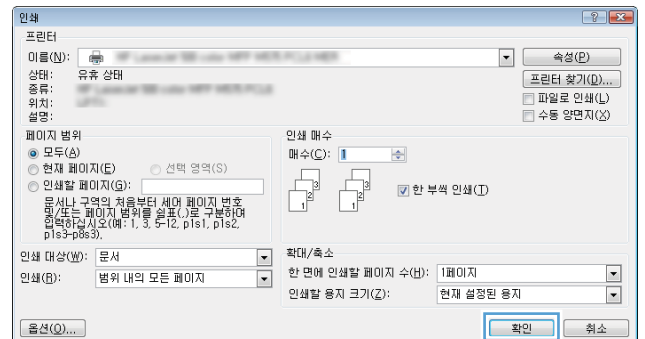 인쇄
프린터
이름(N):
속성(P)
상태: 유휴 상태
프린터 찾기(D)...
종류:
위치:
파일로 인쇄(L)
설명:
수동 양면지(X)
페이지 범위
모두(A)
현재 페이지(E) 선택 영역(S)
인쇄할 페이지(G):
문서나 구역의 처음부터 세어 페이지 번호
및/또는 페이지 범위를 쉼표(,)로 구분하여
입력하십시오(예: 1, 3, 5-12, p1s1, p1s2,
p1s3-p8s3).
인쇄 매수
매수(C): 1
3 3
2 2
1 1
한 부씩 인쇄(T)
인쇄 대상(W): 문서
인쇄(R): 범위 내의 모든 페이지
확대/축소
한 면에 인쇄할 페이지 수(H): 1페이지
인쇄할 용지 크기(Z): 현재 설정된 용지
옵션(O)...
확인 취소